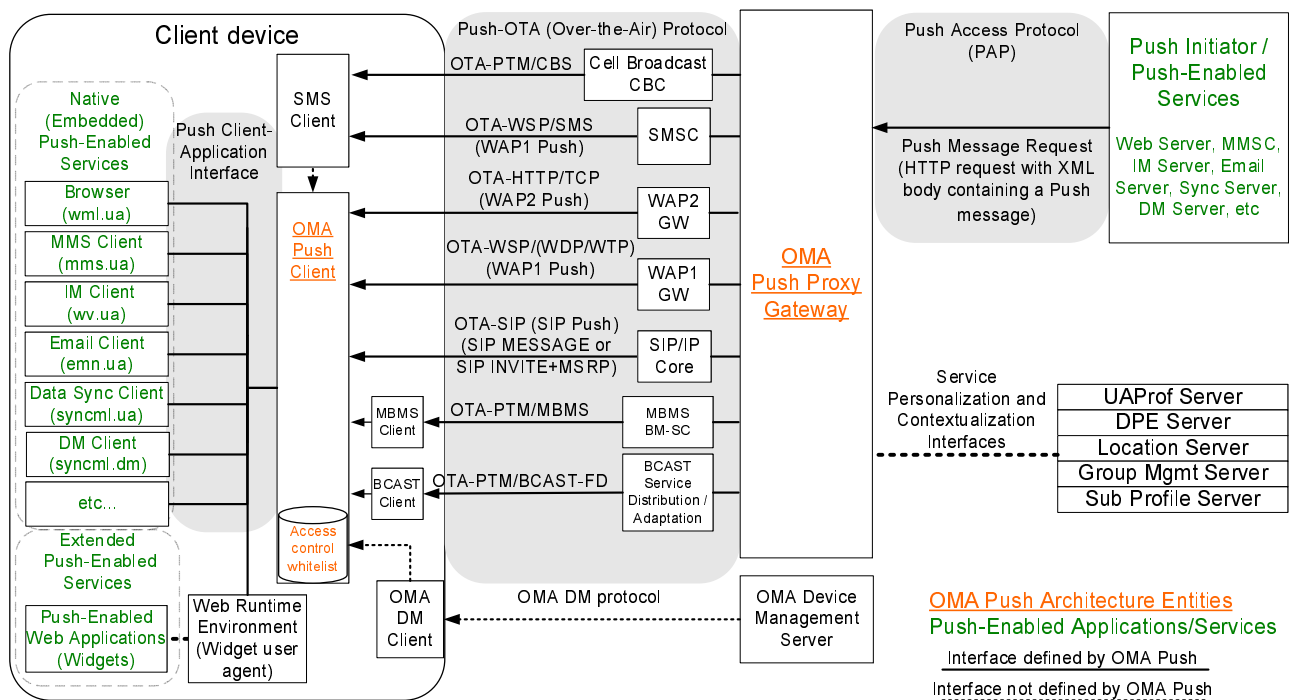 Client device
Native
(Embedded)
Push-Enabled
Services
Browser
(wml.ua)
MMS Client
(mms.ua)
IM Client
(wv.ua)
Email Client
(emn.ua)
Data Sync Client
(syncml.ua)
DM Client
(syncml.dm)
etc...
Extended
Push-Enabled
Services
Push-Enabled
Web Applications
(Widgets)
Push Client-
Application
Interface
Web Runtime
Environment
(Widget user
agent)
SMS
Client
OMA
Push
Client
Access
control
whitelist
MBMS
Client
BCAST
Client
OMA
DM
Client
Push-OTA (Over-the-Air) Protocol
OTA-PTM/CBS
Cell Broadcast
CBC
OTA-WSP/SMS
(WAP1 Push)
SMSC
OTA-HTTP/TCP
(WAP2 Push)
WAP2
GW
OTA-WSP/(WDP/WTP)
(WAP1 Push)
WAP1
GW
OTA-SIP (SIP Push)
(SIP MESSAGE or
SIP INVITE+MSRP)
SIP/IP
Core
OTA-PTM/MBMS
MBMS
BM-SC
OTA-PTM/BCAST-FD
BCAST
Service
Distribution /
Adaptation
OMA DM protocol
OMA
Push Proxy
Gateway
OMA Device
Management
Server
Push Access Protocol
(PAP)
Push Message Request
(HTTP request with XML
body containing a Push
message)
Push Initiator /
Push-Enabled
Services
Web Server, MMSC,
IM Server, Email
Server, Sync Server,
DM Server, etc
Service
Personalization and
Contextualization
Interfaces
UAProf Server
DPE Server
Location Server
Group Mgmt Server
Sub Profile Server
OMA Push Architecture Entities
Push-Enabled Applications/Services
Interface defined by OMA Push
Interface not defined by OMA Push